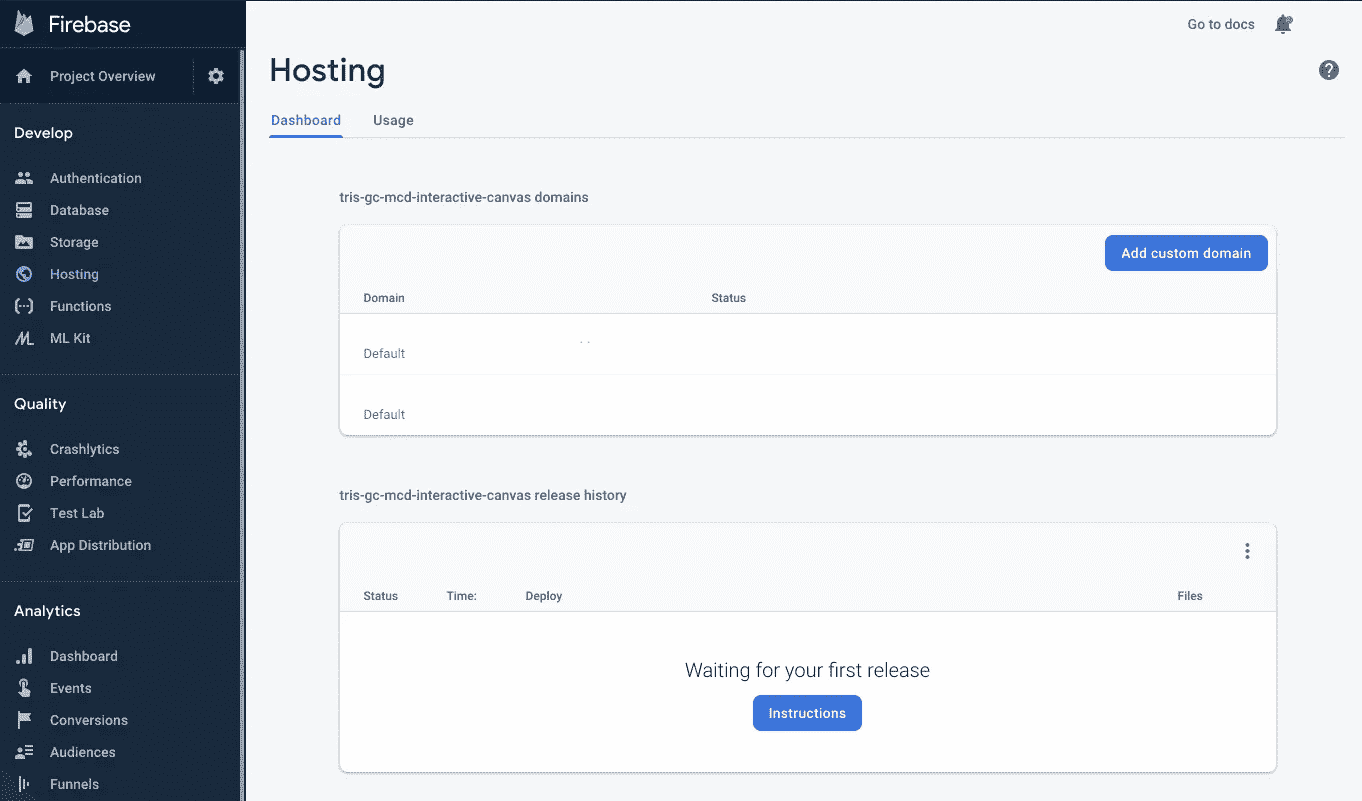 Firebase
Project Overview
Develop
Authentication
Database
Storage
Hosting
Functions
ML Kit
Quality
Crashlytics
Performance
Test Lab
App Distribution
Analytics
Dashboard
Events
Conversions
Audiences
Funnels
Go to docs
Hosting
Dashboard Usage
tris-gc-mcd-interactive-canvas domains
Add custom domain
Domain Status
Default
Default
tris-gc-mcd-interactive-canvas release history
Status Time: Deploy Files
Waiting for your first release
Instructions